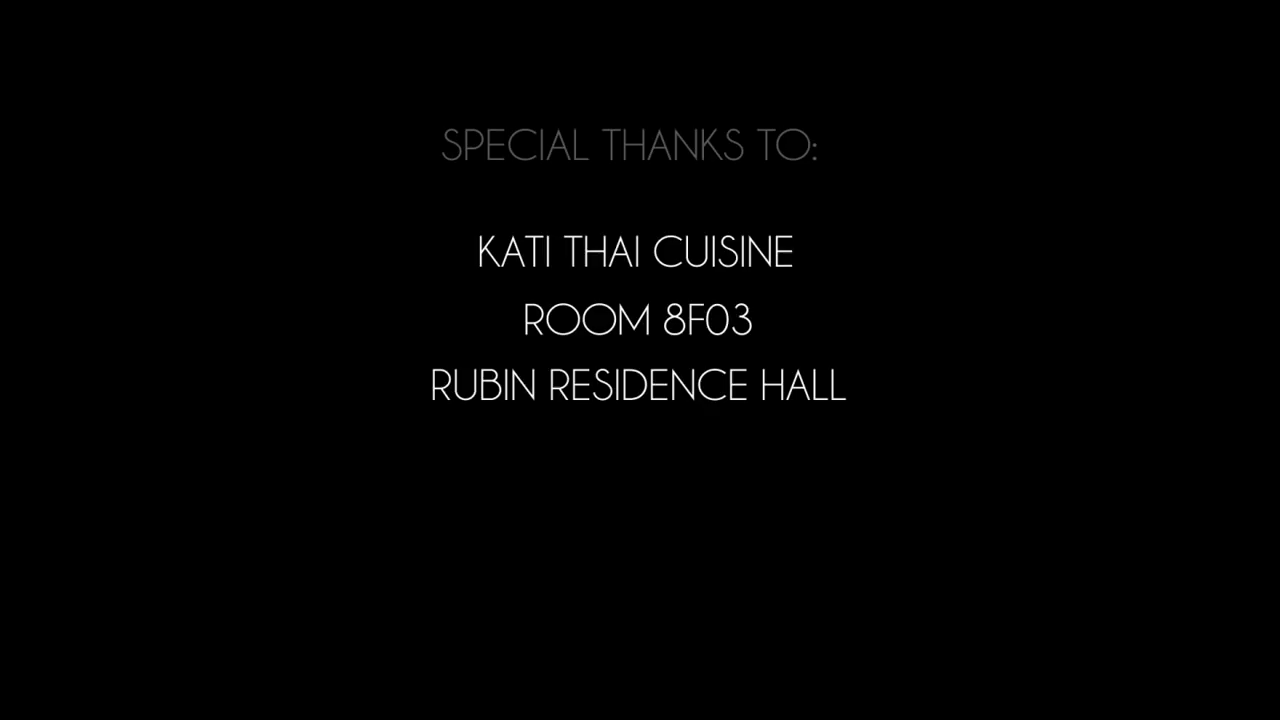 SPECIAL THANKS TO:
KATI THAI CUISINE
ROOM 8F03
RUBIN RESIDENCE HALL